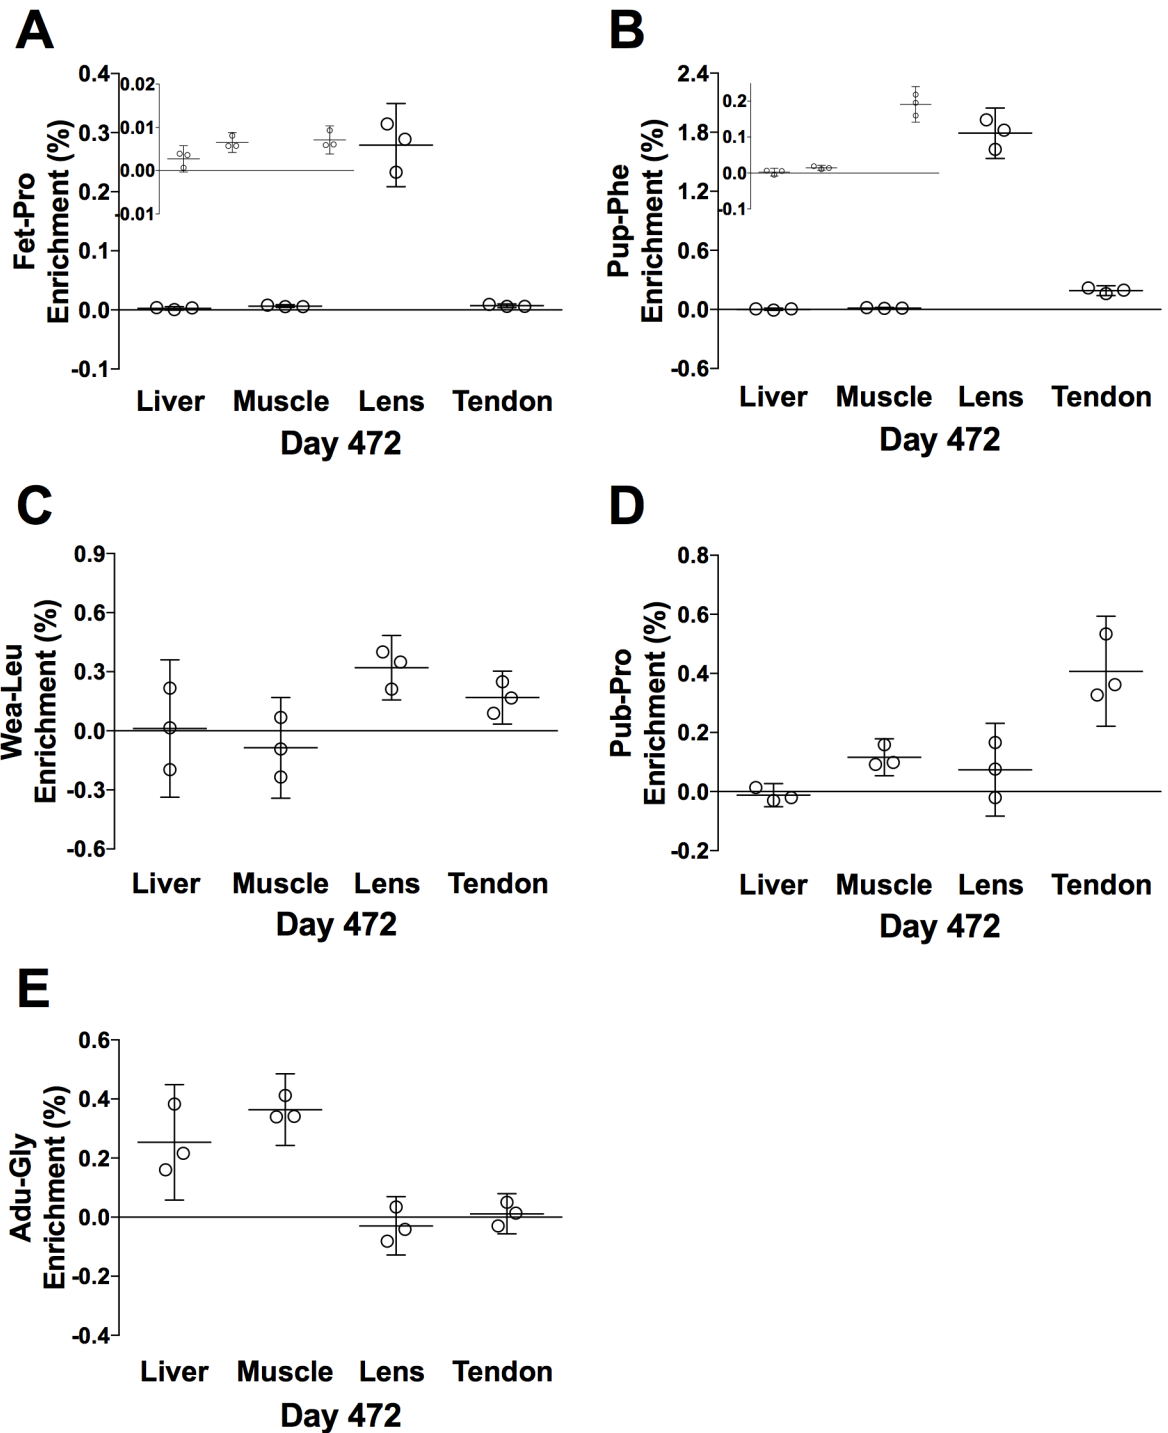 A
Fet-Pro
Enrichment (%)
0.4
0.3
0.2
0.1
0.0
-0.1
0.02
0.01
0.00
-0.01
Liver Muscle Lens Tendon
Day 472
B
Pup-Phe
Enrichment (%)
2.4
1.8
1.2
0.6
0.0
-0.6
0.2
0.1
0.0
-0.1
Liver Muscle Lens Tendon
Day 472
C
Wea-Leu
Enrichment (%)
0.9
0.6
0.3
0.0
-0.3
-0.6
Liver Muscle Lens Tendon
Day 472
D
Pub-Pro
Enrichment (%)
0.8
0.6
0.4
0.2
0.0
-0.2
Liver Muscle Lens Tendon
Day 472
E
Adu-Gly
Enrichment (%)
0.6
0.4
0.2
0.0
-0.2
-0.4
Liver Muscle Lens Tendon
Day 472